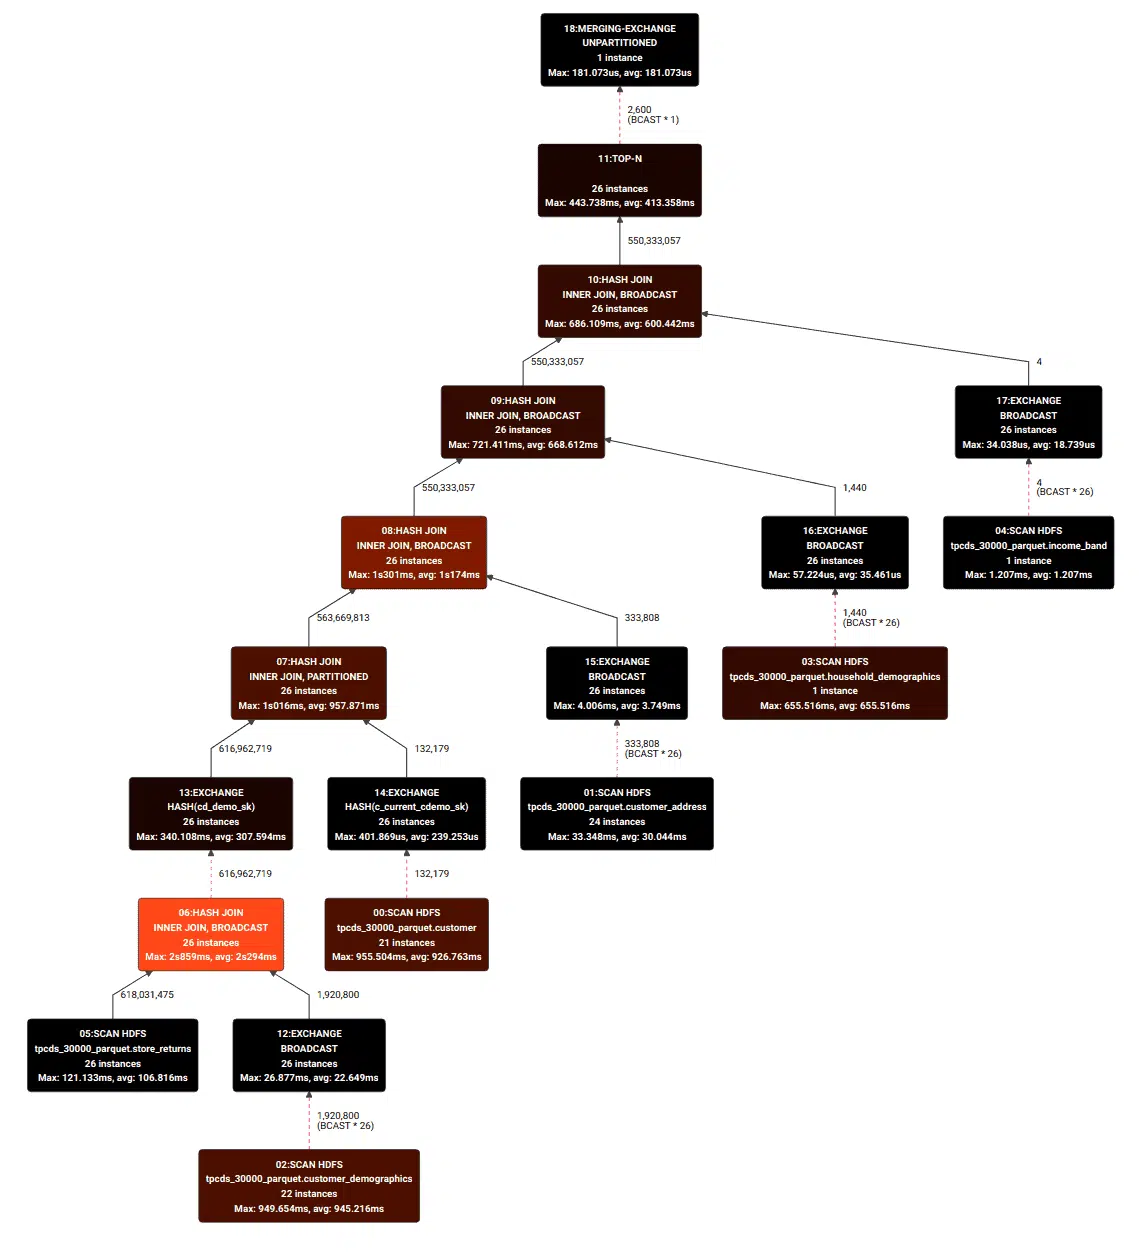 18:MERGING-EXCHANGE
UNPARTITIONED
1 instance
Max: 181.073us, avg: 181.073us
2,600
(BCAST * 1)
11:TOP-N
26 instances
Max: 443.738ms, avg: 413.358ms
550,333,057
10:HASH JOIN
INNER JOIN, BROADCAST
26 instances
Max: 686.109ms, avg: 600.442ms
550,333,057
4
09:HASH JOIN
INNER JOIN, BROADCAST
26 instances
Max: 721.411ms, avg: 668.612ms
17:EXCHANGE
BROADCAST
26 instances
Max: 34.038us, avg: 18.739us
550,333,057
1,440
4
(BCAST * 26)
08:HASH JOIN
INNER JOIN, BROADCAST
26 instances
Max: 1s301ms, avg: 1s174ms
16:EXCHANGE
BROADCAST
26 instances
Max: 57.224us, avg: 35.461us
04:SCAN HDFS
tpcds_30000_parquet.income_band
1 instance
Max: 1.207ms, avg: 1.207ms
563,669,813
333,808
1,440
(BCAST * 26)
07:HASH JOIN
INNER JOIN, PARTITIONED
26 instances
Max: 1s016ms, avg: 957.871ms
15:EXCHANGE
BROADCAST
26 instances
Max: 4.006ms, avg: 3.749ms
03:SCAN HDFS
tpcds_30000_parquet.household_demographics
1 instance
Max: 655.516ms, avg: 655.516ms
616,962,719
132,179
333,808
(BCAST * 26)
13:EXCHANGE
HASH(cd_demo_sk)
26 instances
Max: 340.108ms, avg: 307.594ms
14:EXCHANGE
HASH(c_current_cdemo_sk)
26 instances
Max: 401.869us, avg: 239.253us
01:SCAN HDFS
tpcds_30000_parquet.customer_address
24 instances
Max: 33.348ms, avg: 30.044ms
616,962,719
132,179
06:HASH JOIN
INNER JOIN, BROADCAST
26 instances
Max: 2s859ms, avg: 2s294ms
00:SCAN HDFS
tpcds_30000_parquet.customer
21 instances
Max: 955.504ms, avg: 926.763ms
618,031,475
1,920,800
05:SCAN HDFS
tpcds_30000_parquet.store_returns
26 instances
Max: 121.133ms, avg: 106.816ms
12:EXCHANGE
BROADCAST
26 instances
Max: 26.877ms, avg: 22.649ms
1,920,800
(BCAST * 26)
02:SCAN HDFS
tpcds_30000_parquet.customer_demographics
22 instances
Max: 949.654ms, avg: 945.216ms